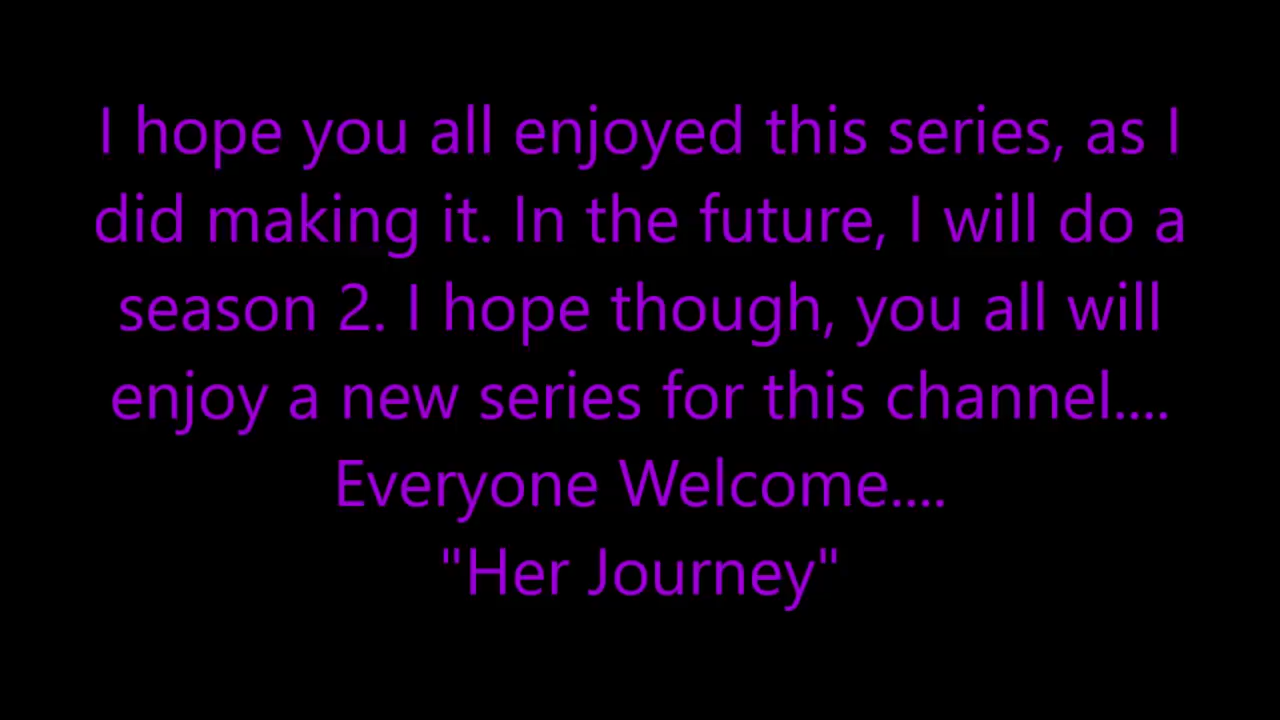 I hope you all enjoyed this series, as I
did making it. In the future, I will do a
season 2. I hope though, you all will
enjoy a new series for this channel....
Everyone Welcome....
"Her Journey"